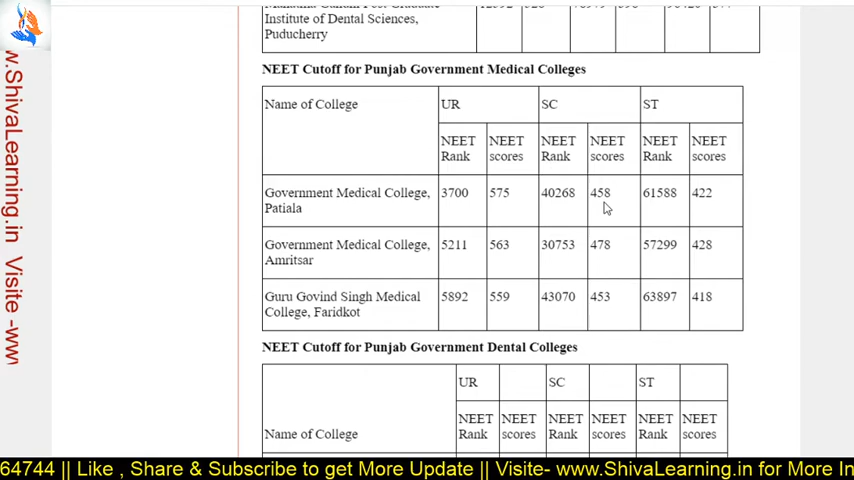 Institute of Dental Sciences,
Puducherry
NEET Cutoff for Punjab Government Medical Colleges
Name of College UR SC ST
NEET Rank NEET scores NEET Rank NEET scores NEET Rank NEET scores
Government Medical College, Patiala 3700 575 40268 458 61588 422
Government Medical College, Amritsar 5211 563 30753 478 57299 428
Guru Govind Singh Medical College, Faridkot 5892 559 43070 453 63897 418
NEET Cutoff for Punjab Government Dental Colleges
UR SC ST
Name of College NEET Rank NEET scores NEET Rank NEET scores NEET Rank NEET scores
w.ShivaLearning.in Visite -ww
64744 || Like , Share & Subscribe to get More Update || Visite- www.ShivaLearning.in for More In